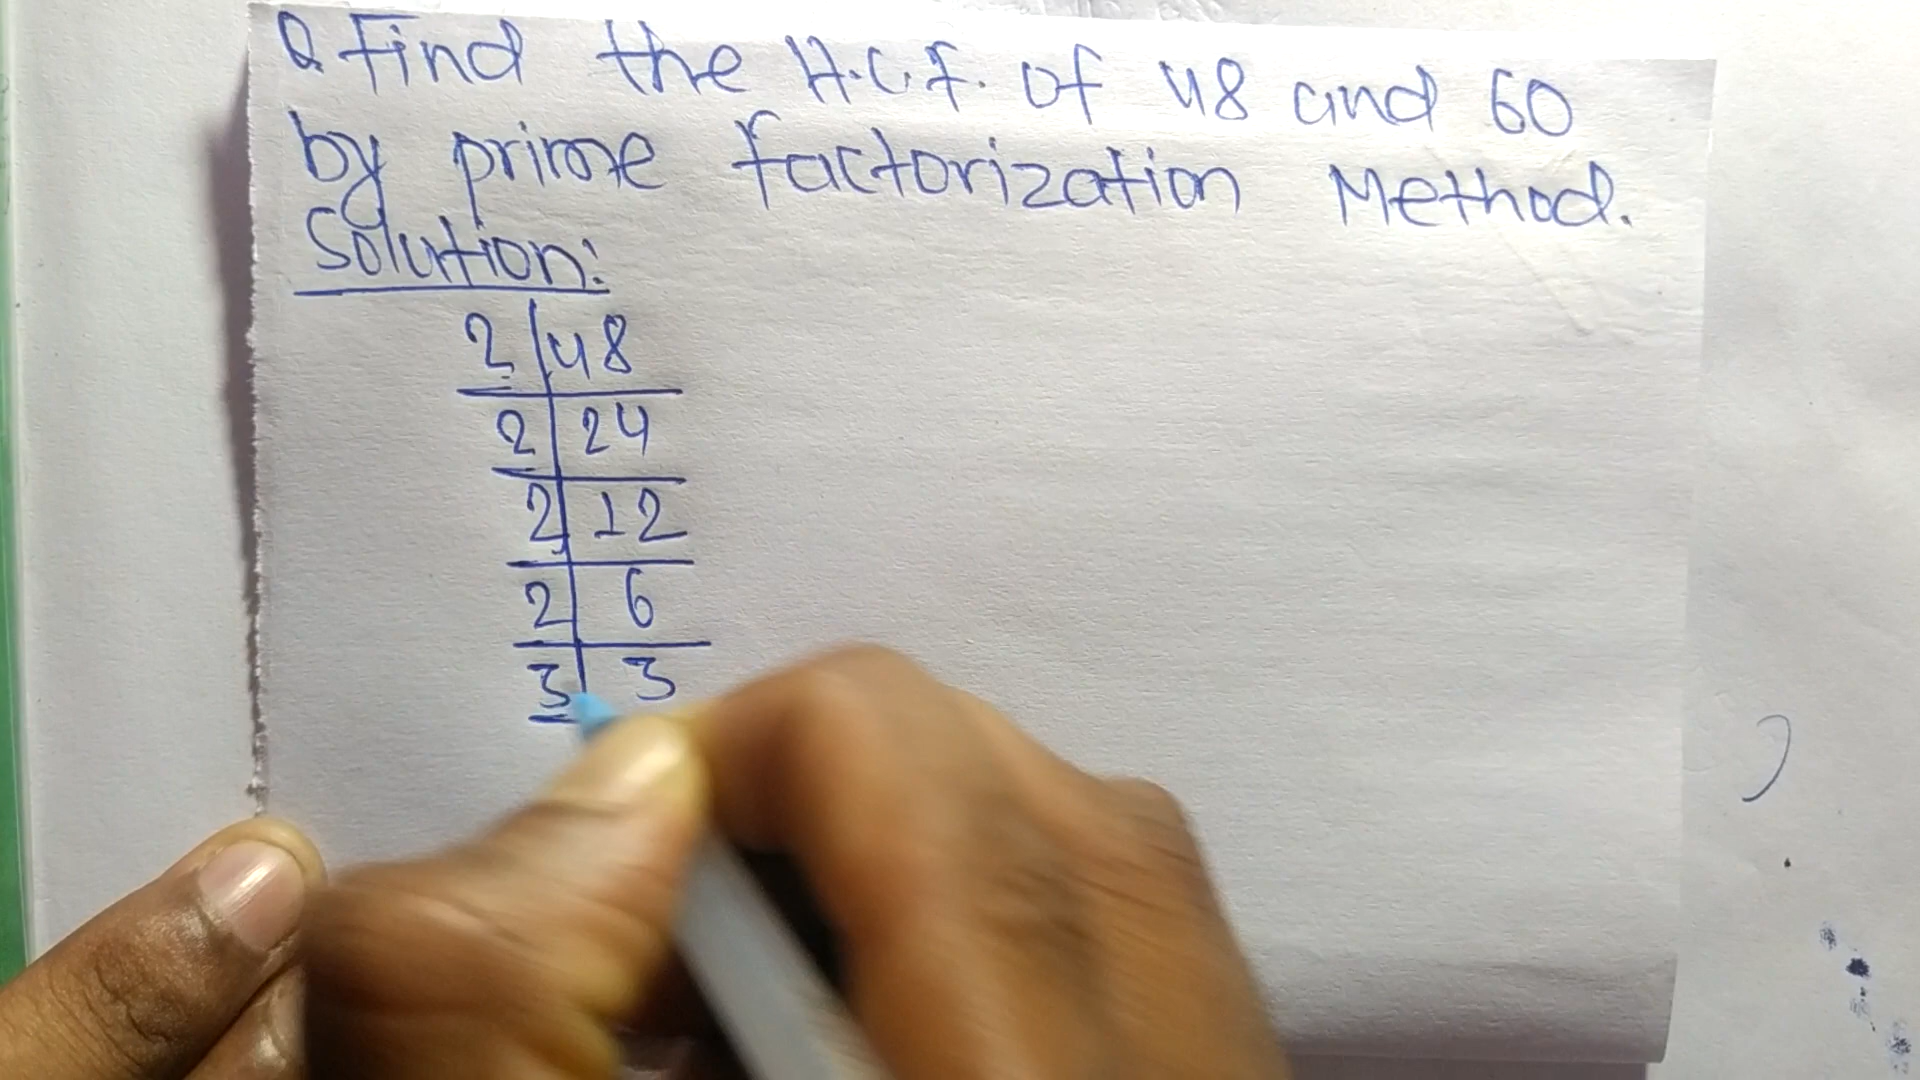 Q Find the H.C.F. of 48 and 60
by prime factorization Method.
Solution:
2 | 48
2 | 24
2 | 12
2 | 6
3 | 3